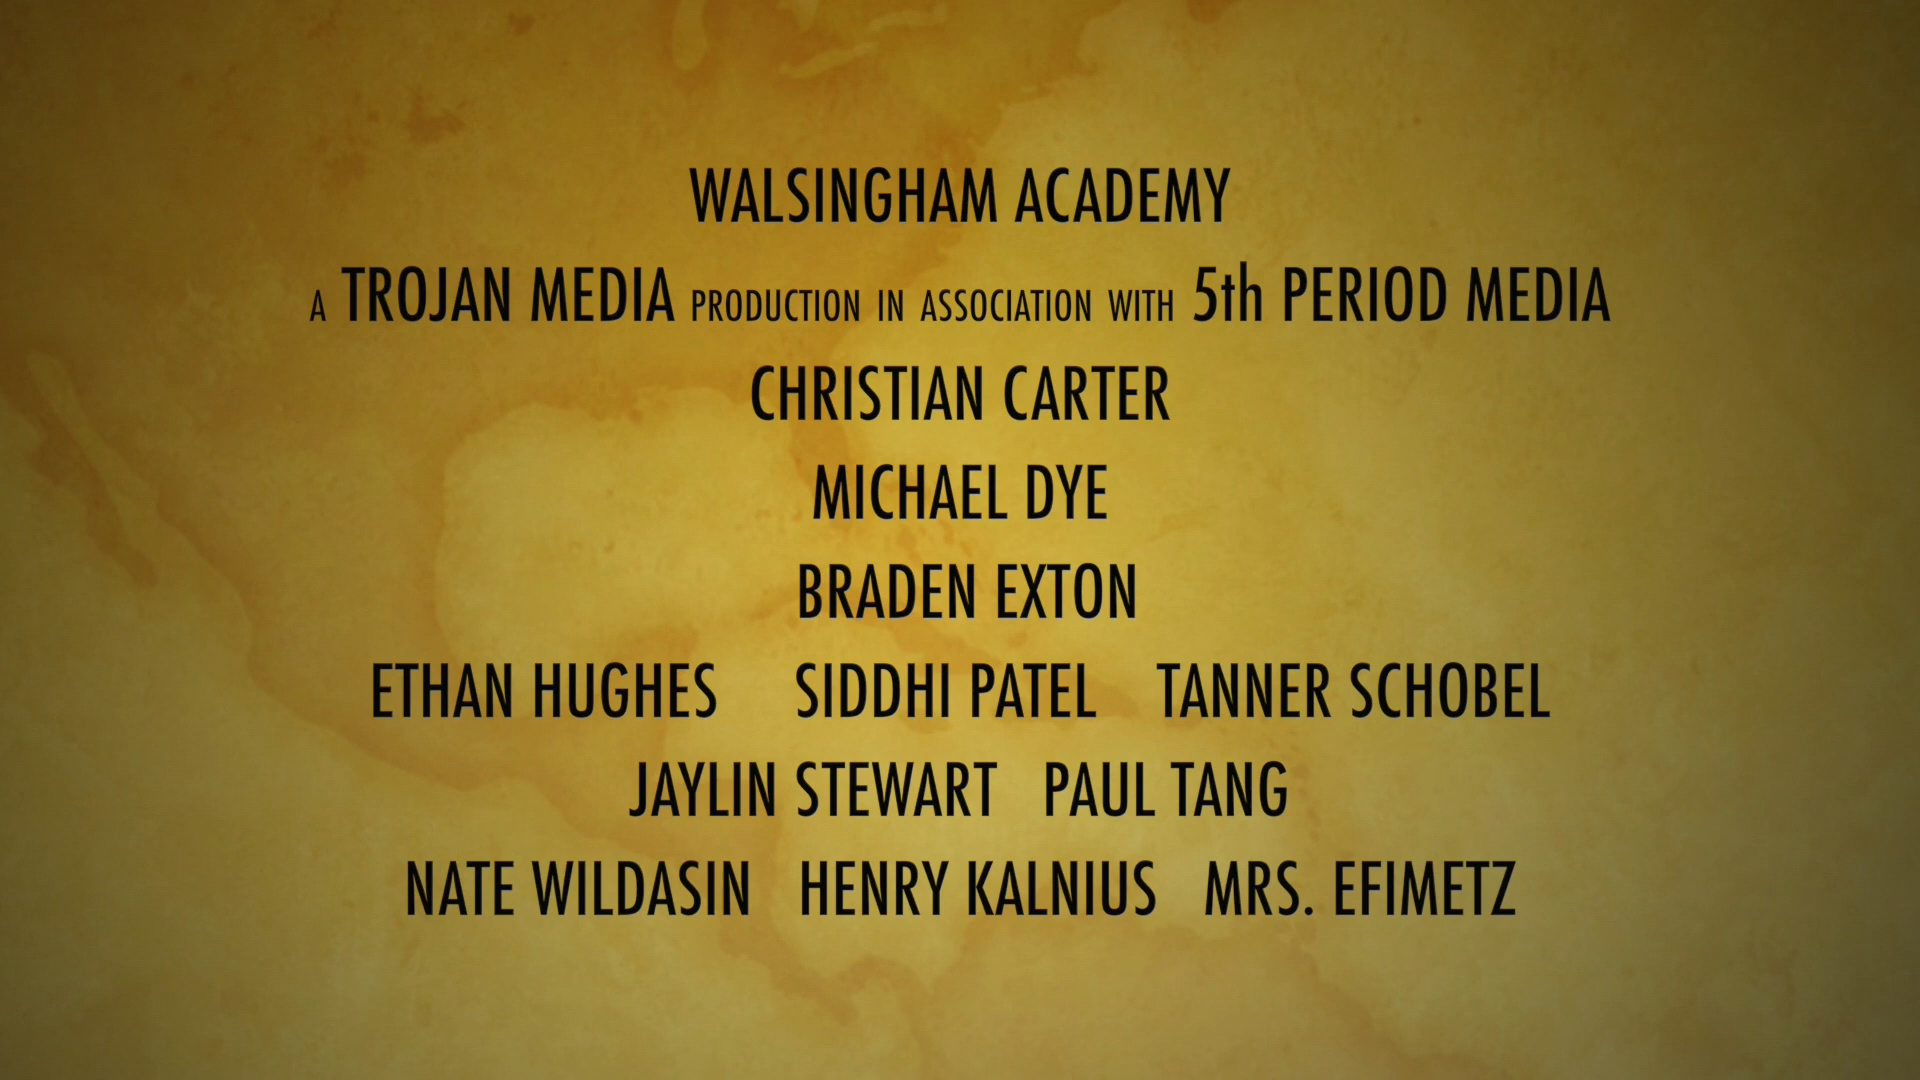 WALSINGHAM ACADEMY
A TROJAN MEDIA PRODUCTION IN ASSOCIATION WITH 5th PERIOD MEDIA
CHRISTIAN CARTER
MICHAEL DYE
BRADEN EXTON
ETHAN HUGHES SIDDHI PATEL TANNER SCHOBEL
JAYLIN STEWART PAUL TANG
NATE WILDASIN HENRY KALNIUS MRS. EFIMETZ